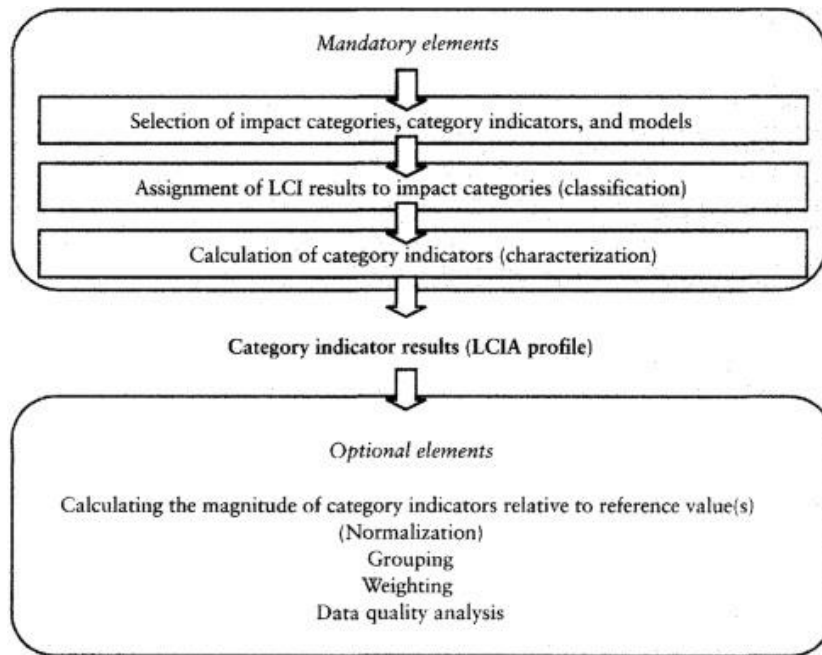 Mandatory elements
Selection of impact categories, category indicators, and models
Assignment of LCI results to impact categories (classification)
Calculation of category indicators (characterization)
Category indicator results (LCIA profile)
Optional elements
Calculating the magnitude of category indicators relative to reference value(s)
(Normalization)
Grouping
Weighting
Data quality analysis